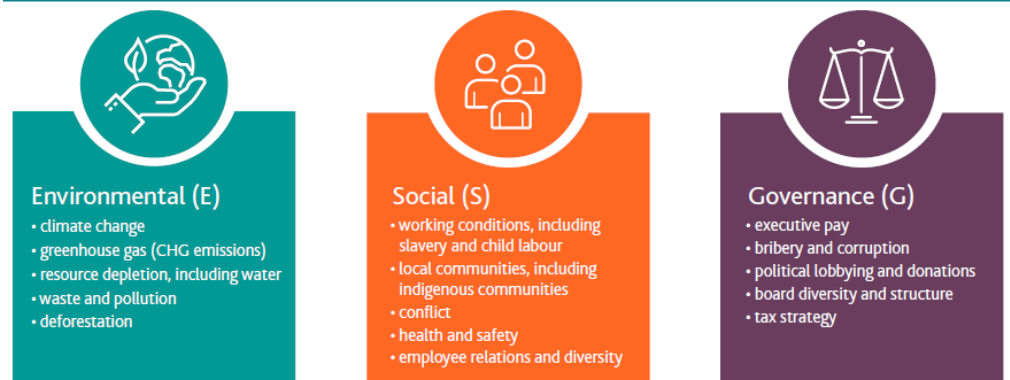 Environmental (E)
• climate change
• greenhouse gas (CHG emissions)
• resource depletion, including water
• waste and pollution
• deforestation
Social (S)
• working conditions, including
slavery and child labour
• local communities, including
indigenous communities
• conflict
• health and safety
• employee relations and diversity
Governance (G)
• executive pay
• bribery and corruption
• political lobbying and donations
• board diversity and structure
• tax strategy